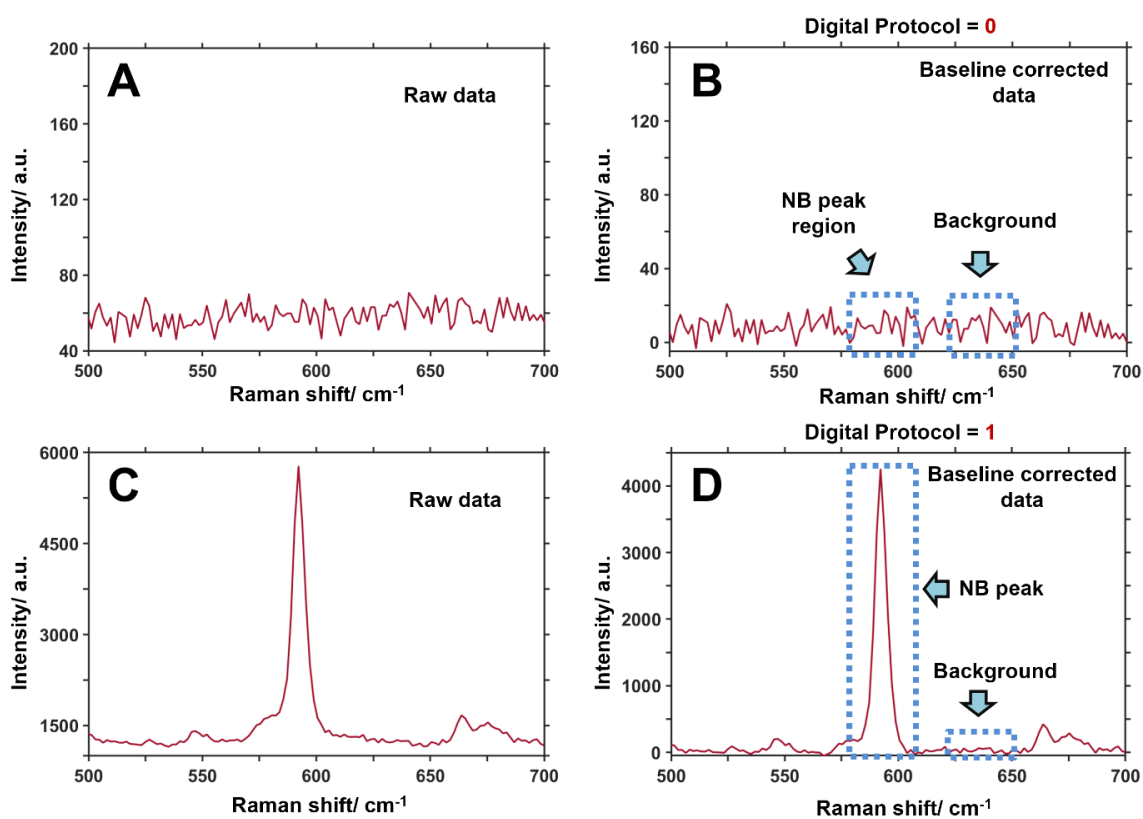 A
Raw data
200
160
120
80
40
Intensity/ a.u.
500
550
600
650
700
Raman shift/ cm-1
Digital Protocol = 0
B
Baseline corrected
data
NB peak
region
Background
160
120
80
40
0
Intensity/ a.u.
500
550
600
650
700
Raman shift/ cm-1
C
Raw data
6000
4500
3000
1500
Intensity/ a.u.
500
550
600
650
700
Raman shift/ cm-1
Digital Protocol = 1
D
Baseline corrected
data
NB peak
Background
4000
3000
2000
1000
0
Intensity/ a.u.
500
550
600
650
700
Raman shift/ cm-1